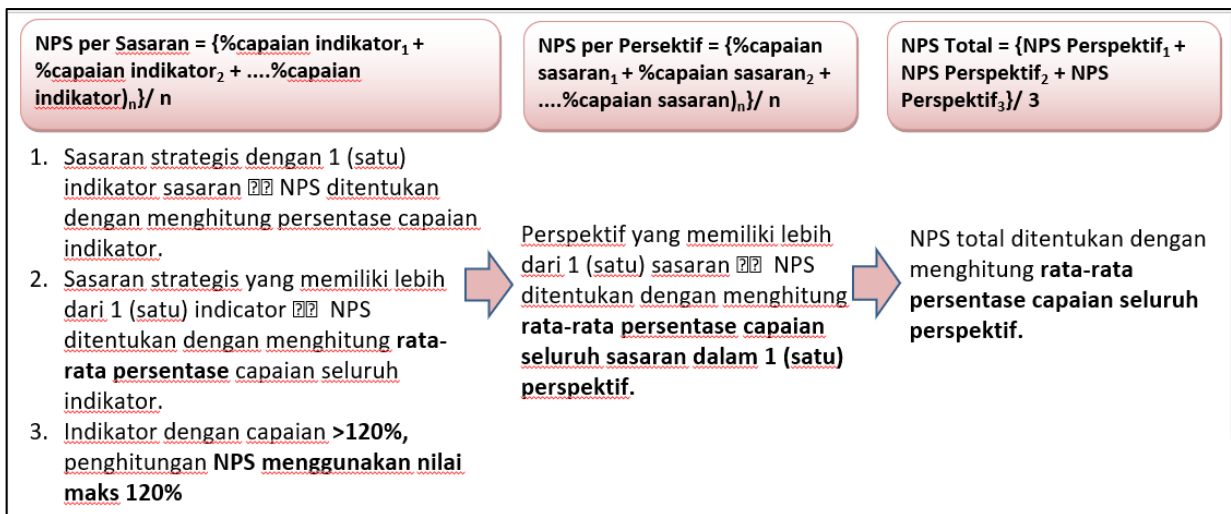 NPS per Sasaran = {%capaian indikator₁ +
%capaian indikator₂ + ....%capaian
indikator)ₙ}/ n
NPS per Persektif = {%capaian
sasaran₁ + %capaian sasaran₂ +
....%capaian sasaran)ₙ}/ n
NPS Total = {NPS Perspektif₁ +
NPS Perspektif₂ + NPS
Perspektif₃}/ 3
1. Sasaran strategis dengan 1 (satu)
indikator sasaran ⍰⍰ NPS ditentukan
dengan menghitung persentase capaian
indikator.
2. Sasaran strategis yang memiliki lebih
dari 1 (satu) indicator ⍰⍰ NPS
ditentukan dengan menghitung rata-
rata persentase capaian seluruh
indikator.
3. Indikator dengan capaian >120%,
penghitungan NPS menggunakan nilai
maks 120%
Perspektif yang memiliki lebih
dari 1 (satu) sasaran ⍰⍰ NPS
ditentukan dengan menghitung
rata-rata persentase capaian
seluruh sasaran dalam 1 (satu)
perspektif.
NPS total ditentukan dengan
menghitung rata-rata
persentase capaian seluruh
perspektif.